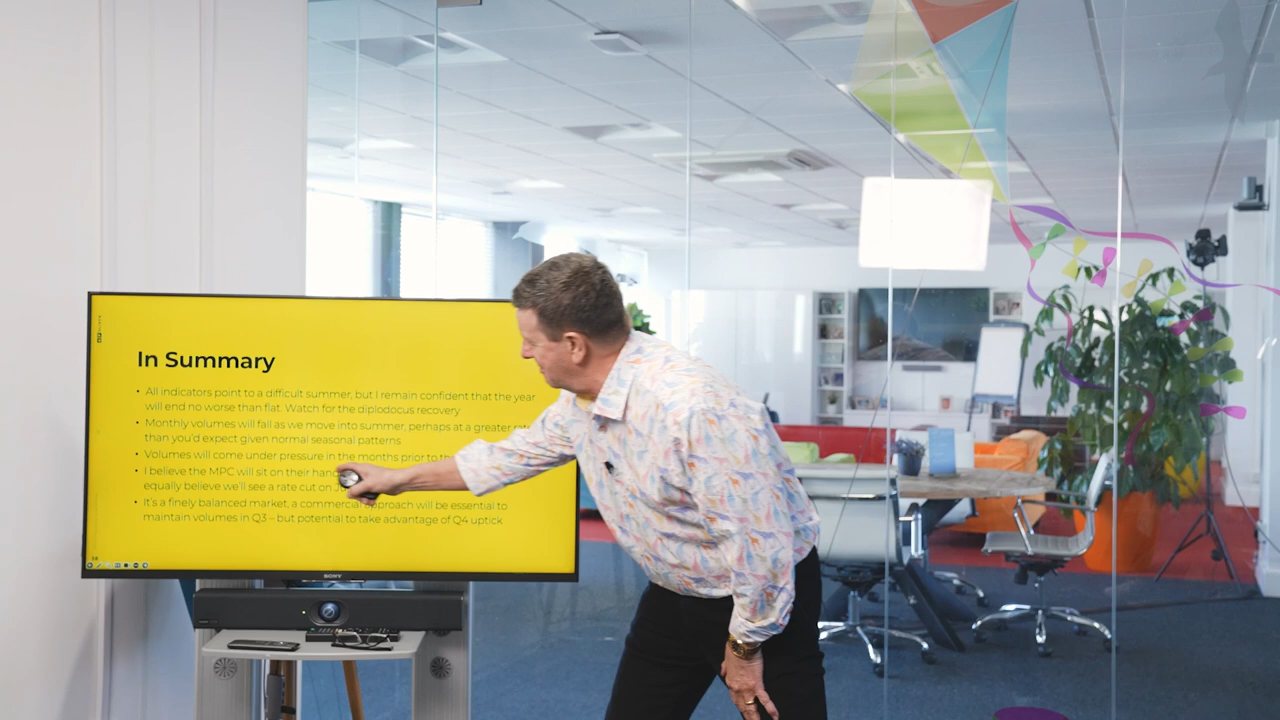 In Summary
• All indicators point to a difficult summer, but I remain confident that the year
will end no worse than flat. Watch for the diplodocus recovery
• Monthly volumes will fall as we move into summer, perhaps at a greater
than you'd expect given normal seasonal patterns
• Volumes will come under pressure in the months prior to
• I believe the MPC will sit on their
equally believe we'll see a rate cut on
• It's a finely balanced market, a commercial approach will be essential to
maintain volumes in Q3 – but potential to take advantage of Q4 uptick
SONY